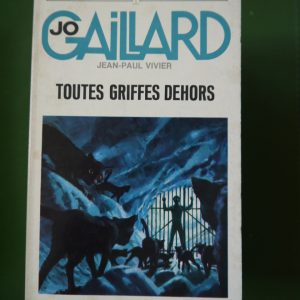 JO
GAILLARD
JEAN-PAUL VIVIER
TOUTES GRIFFES DEHORS